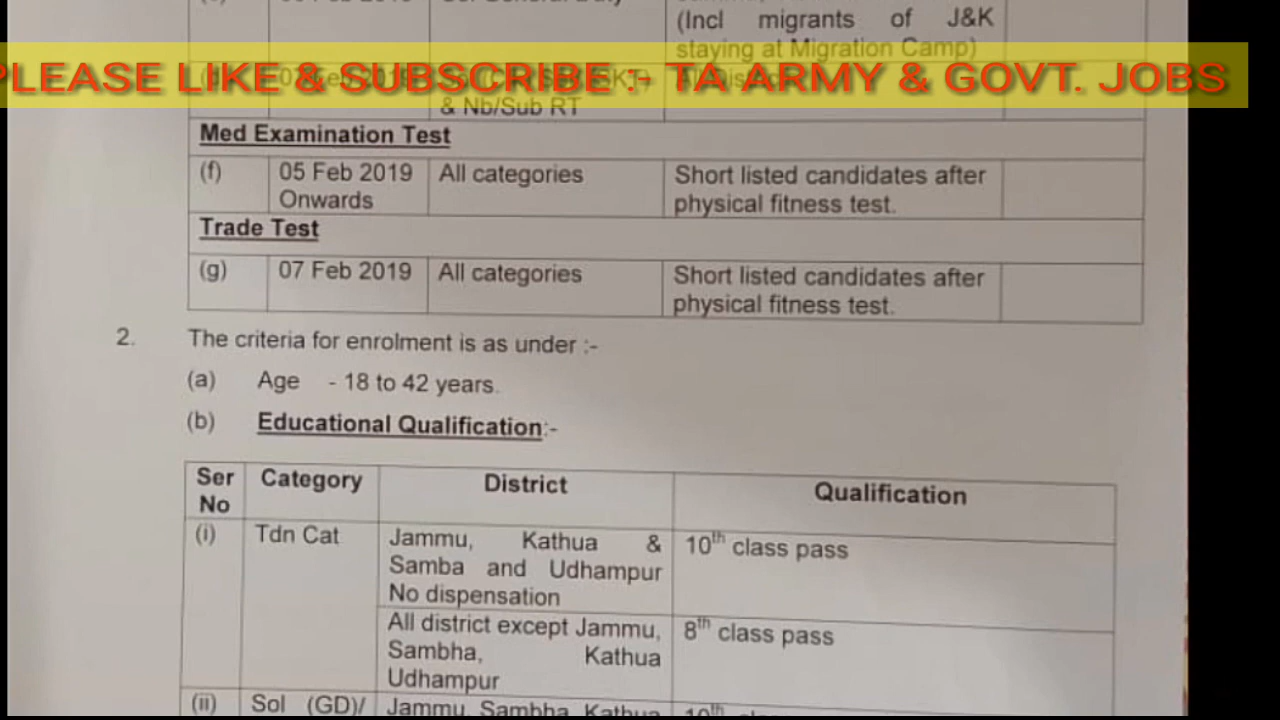 (Incl migrants of J&K
staying at Migration Camp)
PLEASE LIKE & SUBSCRIBE :- TA ARMY & GOVT. JOBS
& Nb/Sub RT
Med Examination Test
(f) 05 Feb 2019 All categories Short listed candidates after
Onwards physical fitness test.
Trade Test
(g) 07 Feb 2019 All categories Short listed candidates after
physical fitness test.
2. The criteria for enrolment is as under :-
(a) Age - 18 to 42 years.
(b) Educational Qualification:-
Ser Category District Qualification
No
(i) Tdn Cat Jammu, Kathua & 10th class pass
Samba and Udhampur
No dispensation
All district except Jammu, 8th class pass
Sambha, Kathua
Udhampur
(ii) Sol (GD)/ Jammu, Sambha, Kathua 10th